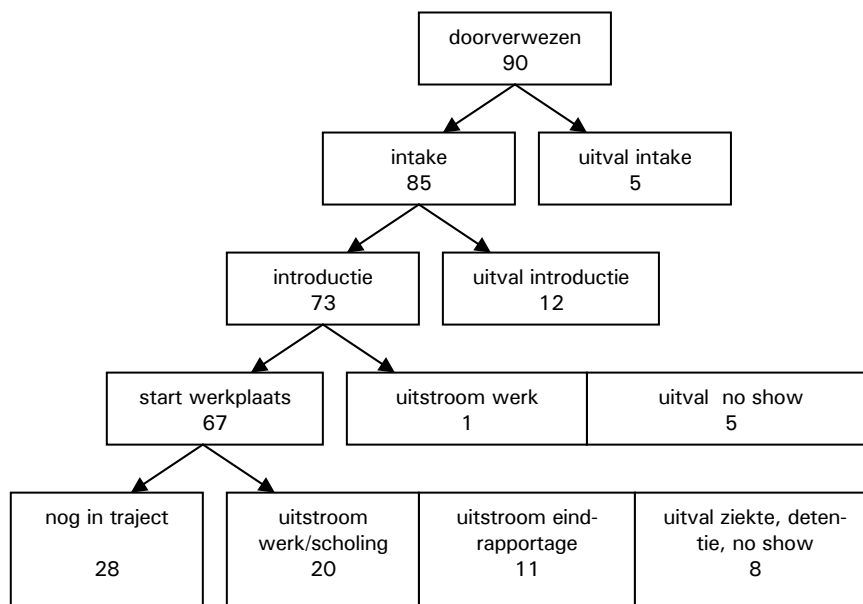 doorverwezen
90
intake
85
uitval intake
5
introductie
73
uitval introductie
12
start werkplaats
67
uitstroom werk
1
uitval no show
5
nog in traject
28
uitstroom
werk/scholing
20
uitstroom eind-
rapportage
11
uitval ziekte, deten-
tie, no show
8